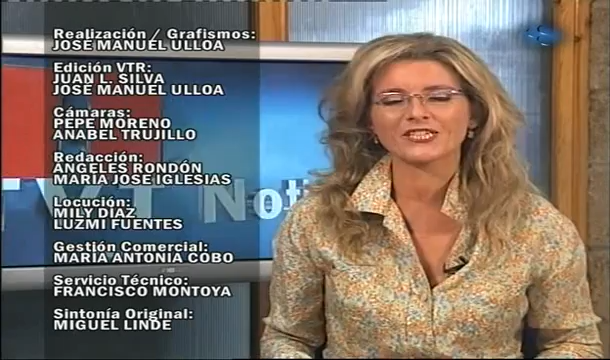 Realización / Grafismos:
JOSE MANUEL ULLOA
Edición VTR:
JUAN L. SILVA
JOSÉ MANUEL ULLOA
Cámaras:
PEPE MORENO
ANABEL TRUJILLO
Redacción:
ÁNGELES RONDÓN
MARÍA JOSÉ IGLESIAS
Locución:
MILY DÍAZ
LUZMI FUENTES
Gestión Comercial:
MARÍA ANTONIA COBO
Servicio Técnico:
FRANCISCO MONTOYA
Sintonía Original:
MIGUEL LINDE
Noti